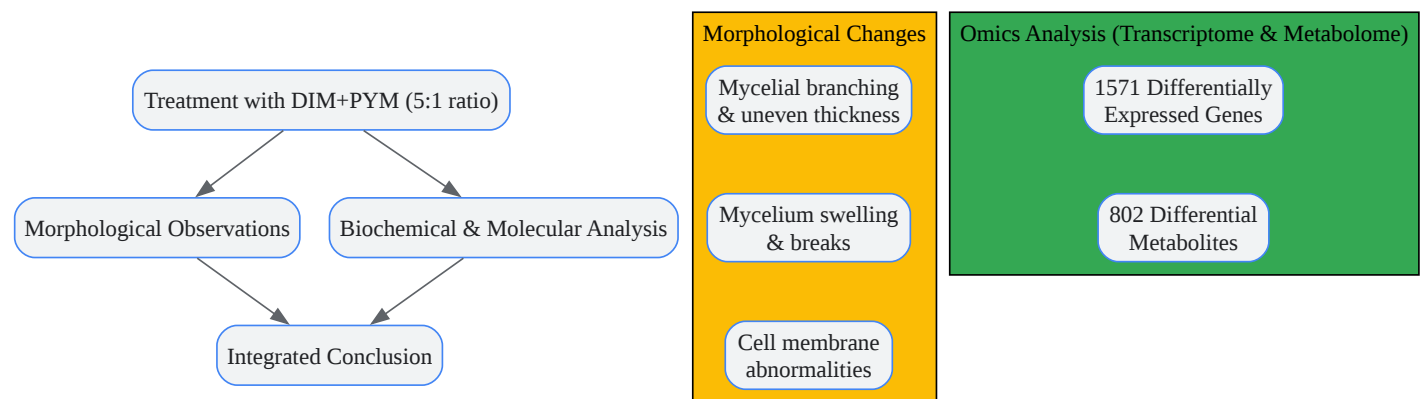 Treatment with DIM+PYM (5:1 ratio)
Morphological Observations
Biochemical & Molecular Analysis
Integrated Conclusion
Morphological Changes
Mycelial branching
& uneven thickness
Mycelium swelling
& breaks
Cell membrane
abnormalities
Omics Analysis (Transcriptome & Metabolome)
1571 Differentially
Expressed Genes
802 Differential
Metabolites